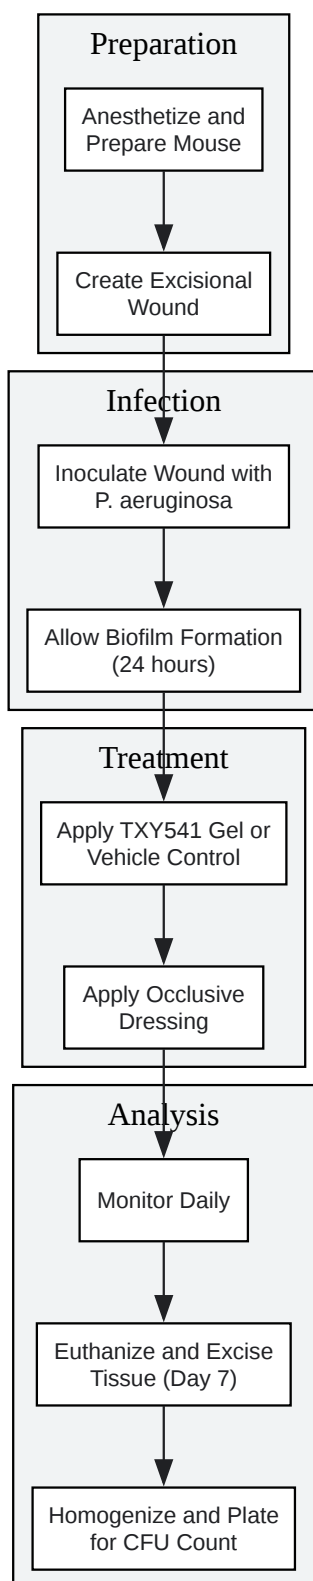 Preparation
Anesthetize and
Prepare Mouse
Create Excisional
Wound
Infection
Inoculate Wound with
P. aeruginosa
Allow Biofilm Formation
(24 hours)
Treatment
Apply TXY541 Gel or
Vehicle Control
Apply Occlusive
Dressing
Analysis
Monitor Daily
Euthanize and Excise
Tissue (Day 7)
Homogenize and Plate
for CFU Count